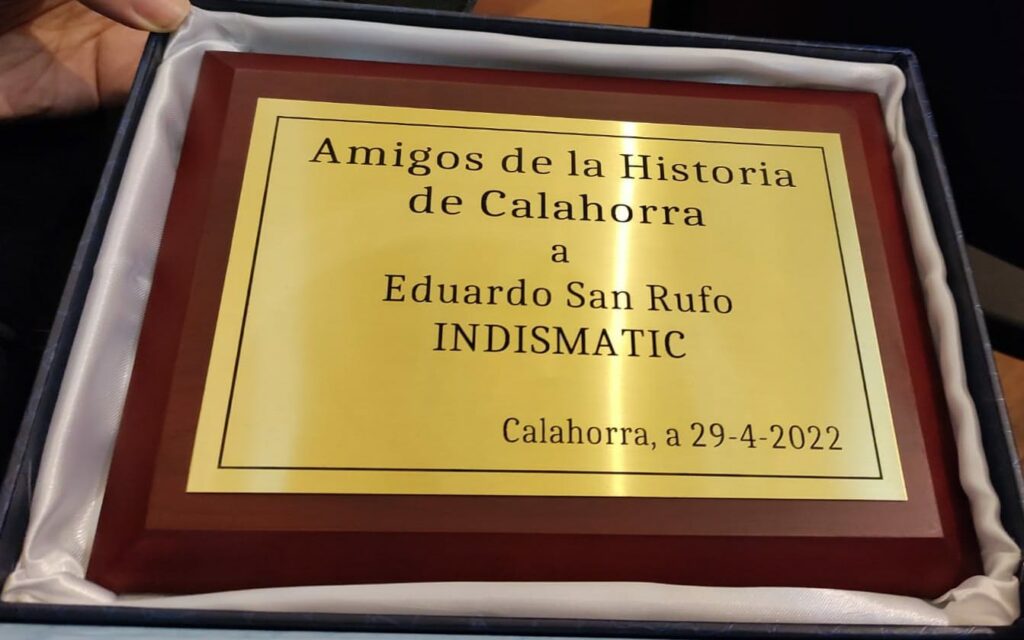 Amigos de la Historia
de Calahorra
a
Eduardo San Rufo
INDISMATIC
Calahorra, a 29-4-2022